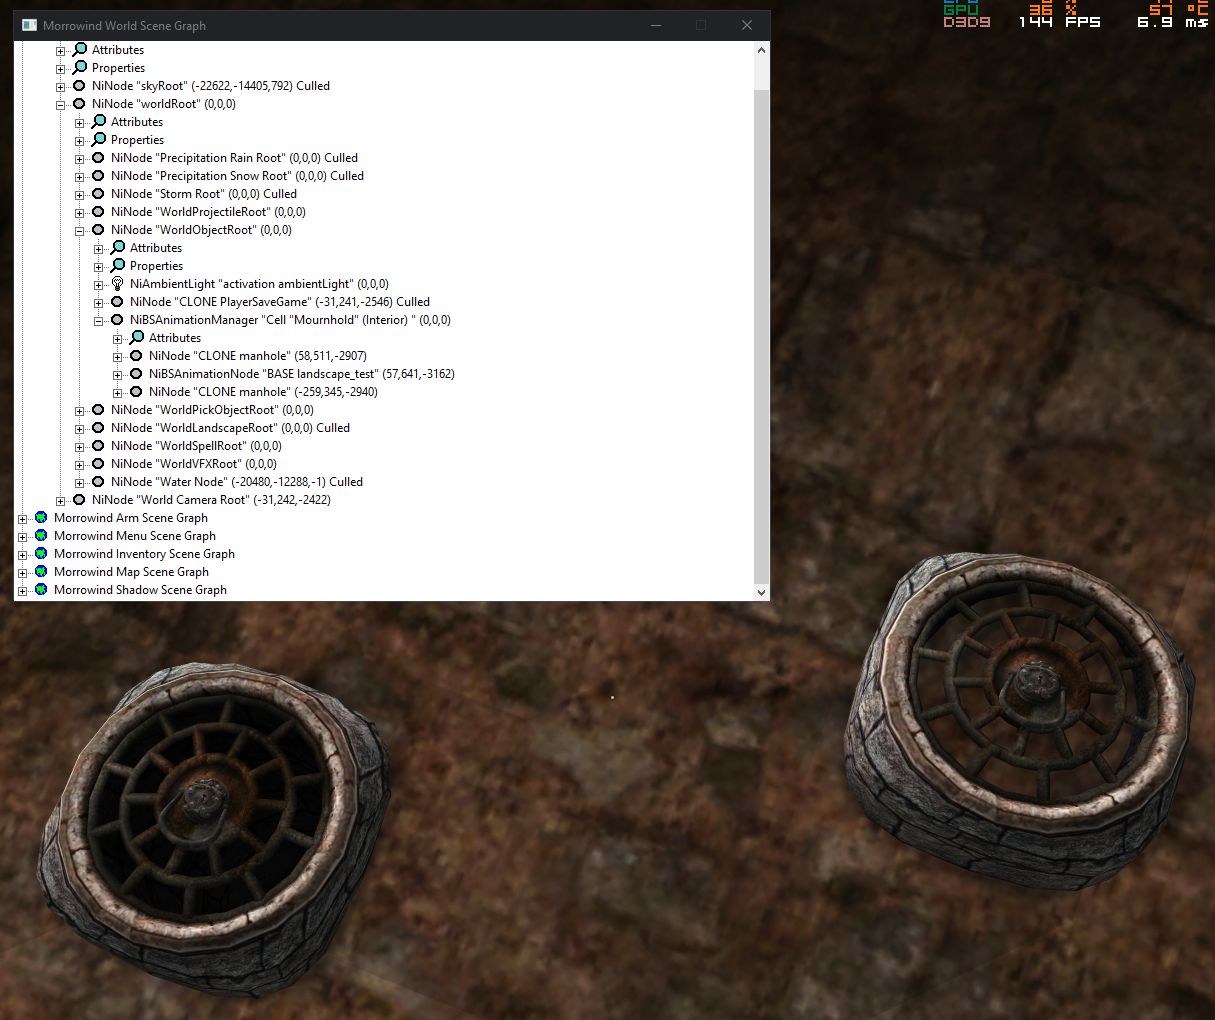 Morrowind World Scene Graph
Attributes
Properties
NiNode "skyRoot" (-22622,-14405,792) Culled
NiNode "worldRoot" (0,0,0)
Attributes
Properties
NiNode "Precipitation Rain Root" (0,0,0) Culled
NiNode "Precipitation Snow Root" (0,0,0) Culled
NiNode "Storm Root" (0,0,0) Culled
NiNode "WorldProjectileRoot" (0,0,0)
NiNode "WorldObjectRoot" (0,0,0)
Attributes
Properties
NiAmbientLight "activation ambientLight" (0,0,0)
NiNode "CLONE PlayerSaveGame" (-31,241,-2546) Culled
NiBSAnimationManager "Cell "Mournhold" (Interior) " (0,0,0)
Attributes
NiNode "CLONE manhole" (58,511,-2907)
NiBSAnimationNode "BASE landscape_test" (57,641,-3162)
NiNode "CLONE manhole" (-259,345,-2940)
NiNode "WorldPickObjectRoot" (0,0,0)
NiNode "WorldLandscapeRoot" (0,0,0) Culled
NiNode "WorldSpellRoot" (0,0,0)
NiNode "WorldVFXRoot" (0,0,0)
NiNode "Water Node" (-20480,-12288,-1) Culled
NiNode "World Camera Root" (-31,242,-2422)
Morrowind Arm Scene Graph
Morrowind Menu Scene Graph
Morrowind Inventory Scene Graph
Morrowind Map Scene Graph
Morrowind Shadow Scene Graph
GPU 36 % 57 °C
D3D9 144 FPS 6.9 ms